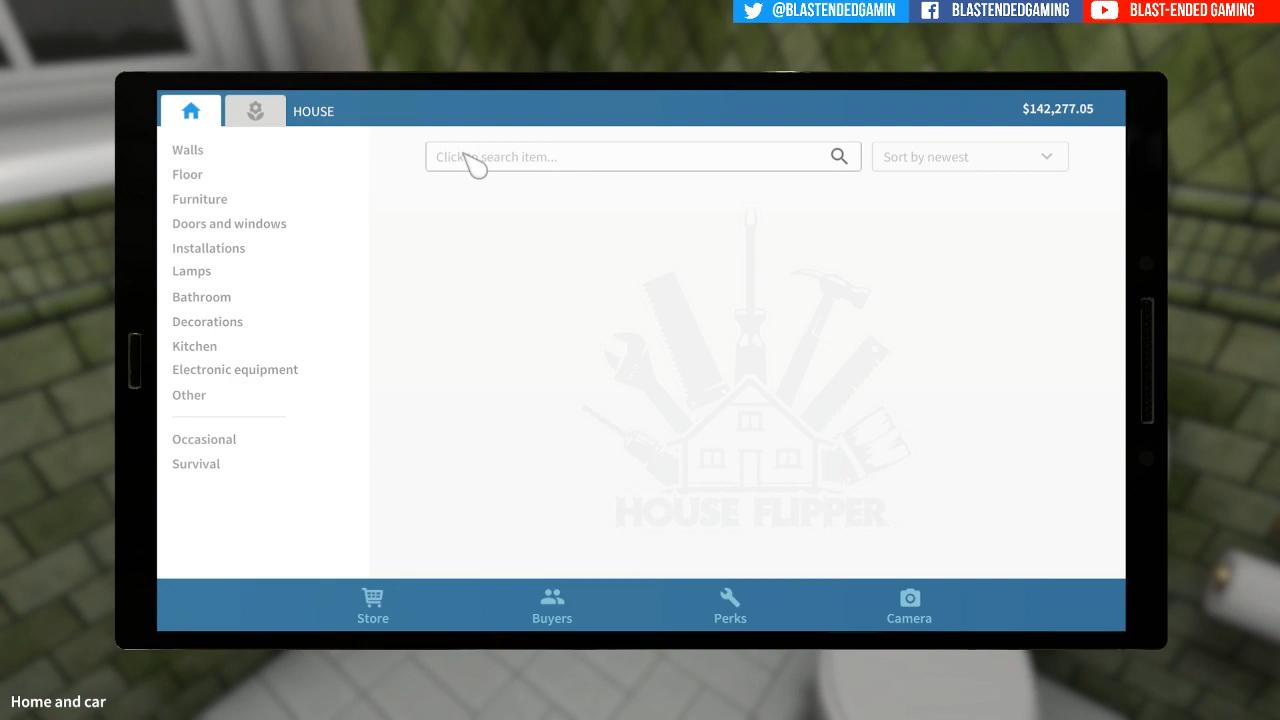 @BLASTENDEDGAMIN
BLASTENDEDGAMING
BLAST-ENDED GAMING
HOUSE
$142,277.05
Walls
Floor
Furniture
Doors and windows
Installations
Lamps
Bathroom
Decorations
Kitchen
Electronic equipment
Other
Occasional
Survival
Click to search item...
Sort by newest
HOUSE FLIPPER
Store
Buyers
Perks
Camera
Home and car